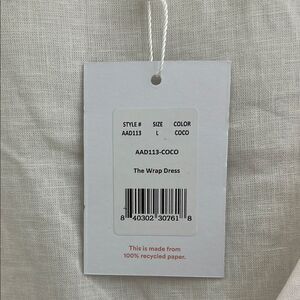 STYLE # SIZE COLOR
AAD113 L COCO
AAD113-COCO
The Wrap Dress
8 40302 30761 8
This is made from
100% recycled paper.